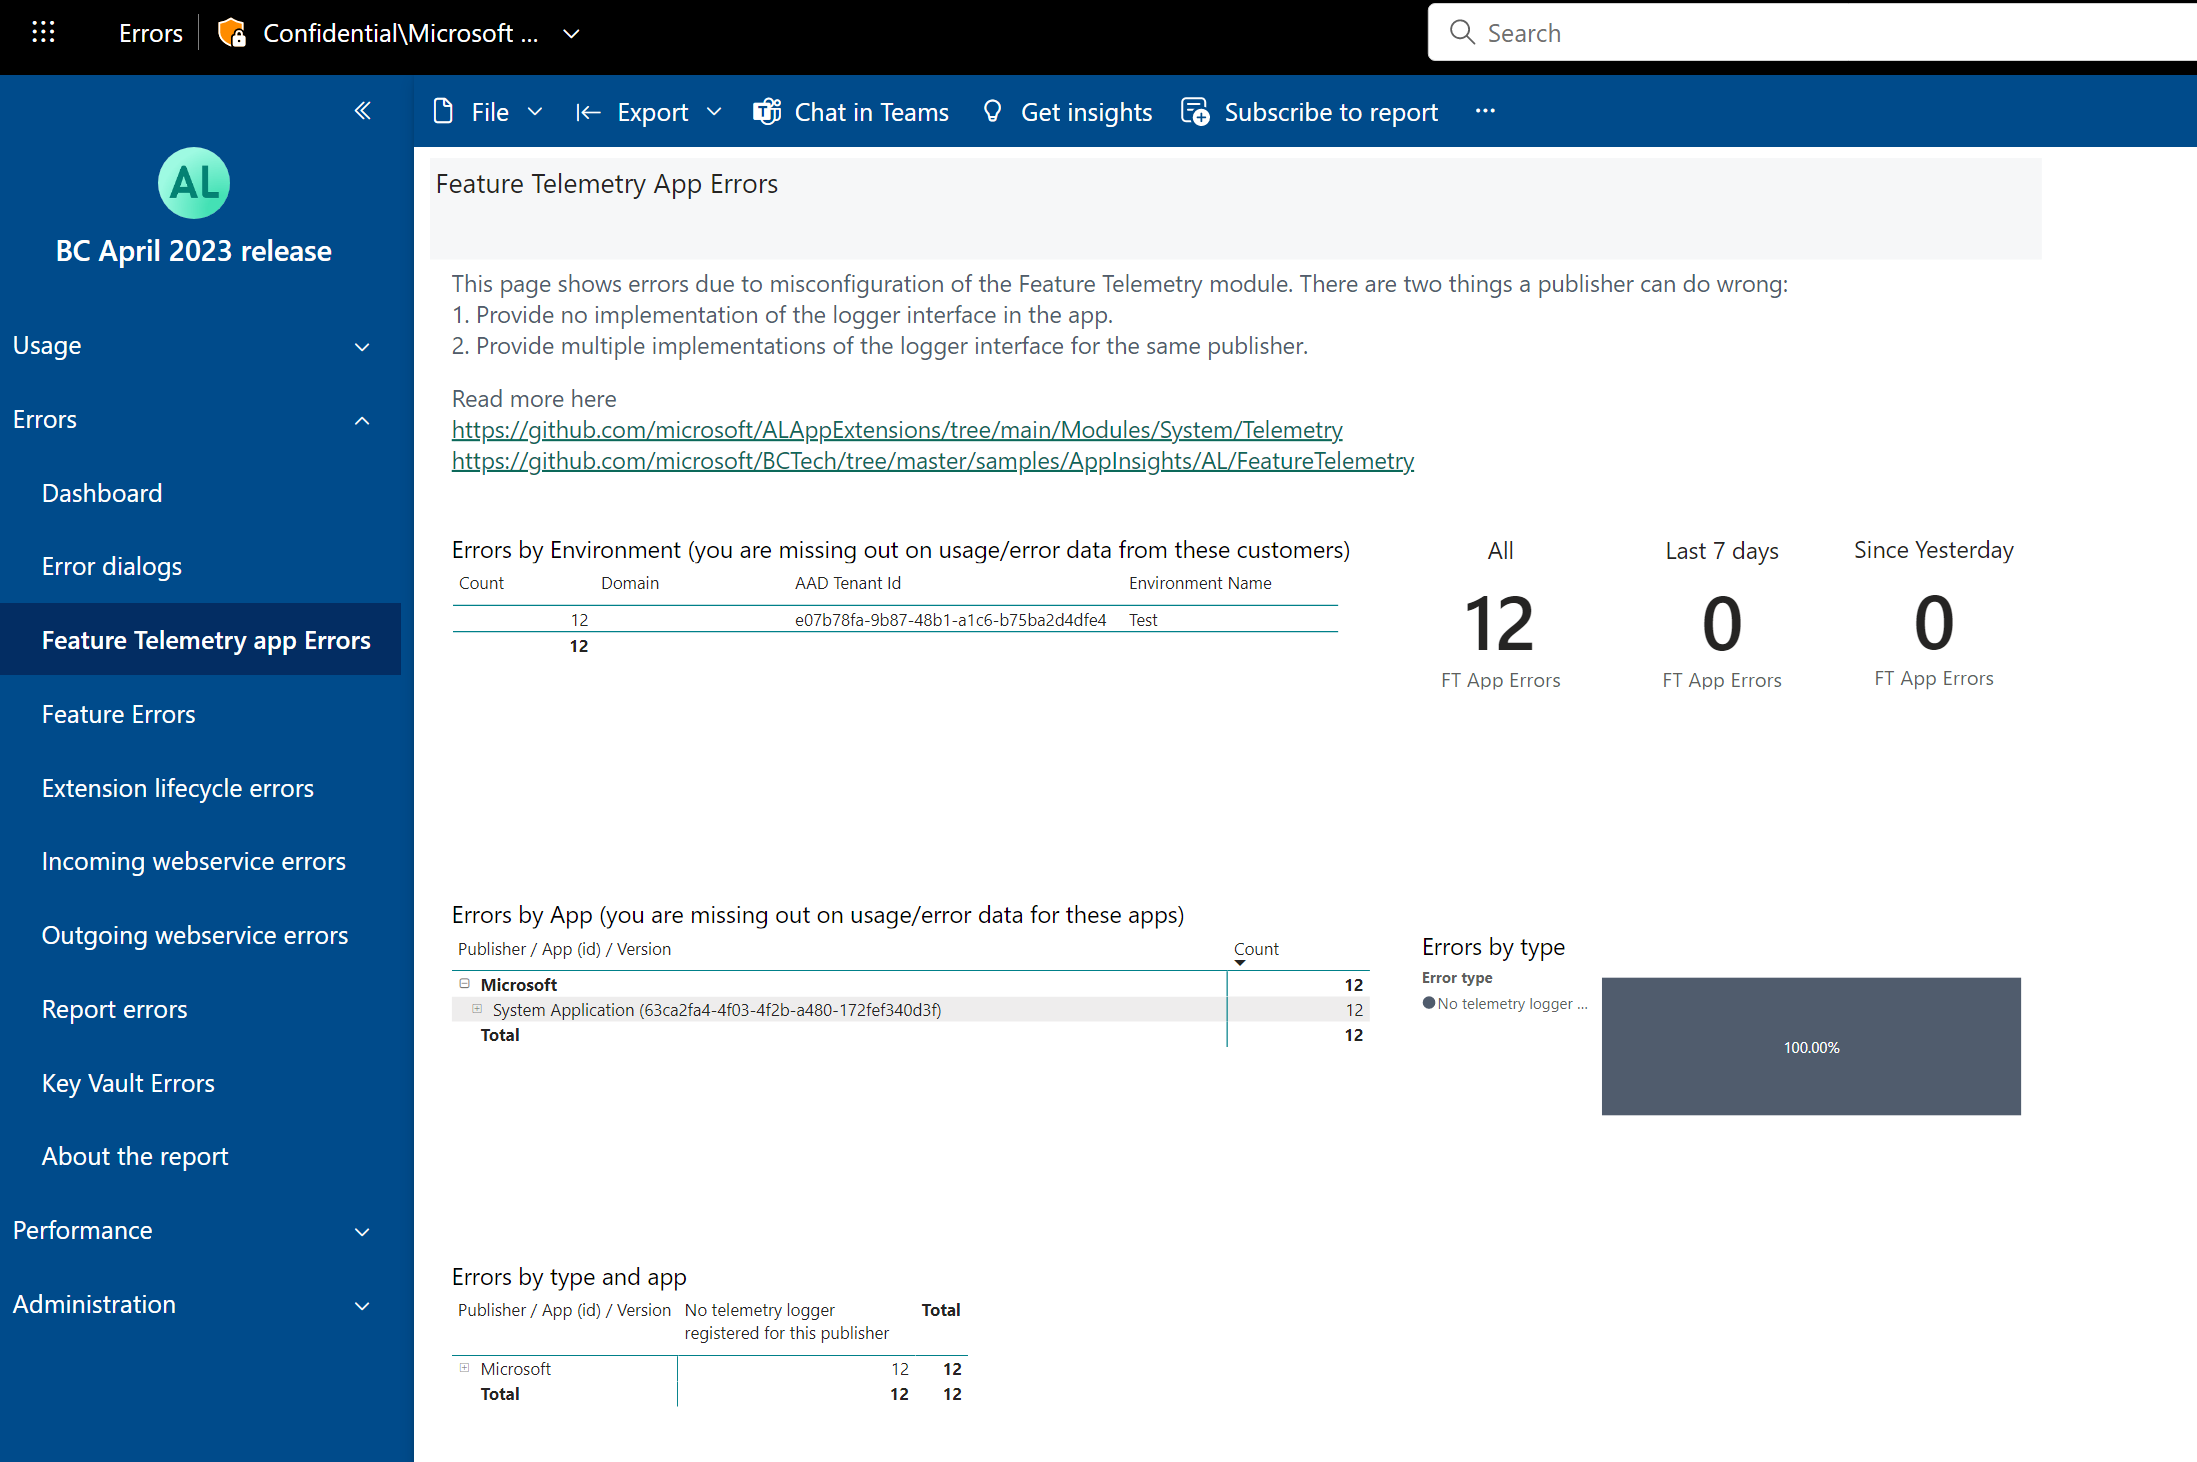 Errors
Confidential\Microsoft ...
Search
File
Export
Chat in Teams
Get insights
Subscribe to report
...
AL
BC April 2023 release
Usage
Errors
Dashboard
Error dialogs
Feature Telemetry app Errors
Feature Errors
Extension lifecycle errors
Incoming webservice errors
Outgoing webservice errors
Report errors
Key Vault Errors
About the report
Performance
Administration
Feature Telemetry App Errors
This page shows errors due to misconfiguration of the Feature Telemetry module. There are two things a publisher can do wrong:
1. Provide no implementation of the logger interface in the app.
2. Provide multiple implementations of the logger interface for the same publisher.
Read more here
https://github.com/microsoft/ALAppExtensions/tree/main/Modules/System/Telemetry
https://github.com/microsoft/BCTech/tree/master/samples/AppInsights/AL/FeatureTelemetry
Errors by Environment (you are missing out on usage/error data from these customers)
Count Domain AAD Tenant Id Environment Name
12 e07b78fa-9b87-48b1-a1c6-b75ba2d4dfe4 Test
12
All
12
FT App Errors
Last 7 days
0
FT App Errors
Since Yesterday
0
FT App Errors
Errors by App (you are missing out on usage/error data for these apps)
Publisher / App (id) / Version Count
Microsoft 12
System Application (63ca2fa4-4f03-4f2b-a480-172fef340d3f) 12
Total 12
Errors by type
Error type
No telemetry logger ...
100.00%
Errors by type and app
Publisher / App (id) / Version No telemetry logger Total
registered for this publisher
Microsoft 12 12
Total 12 12